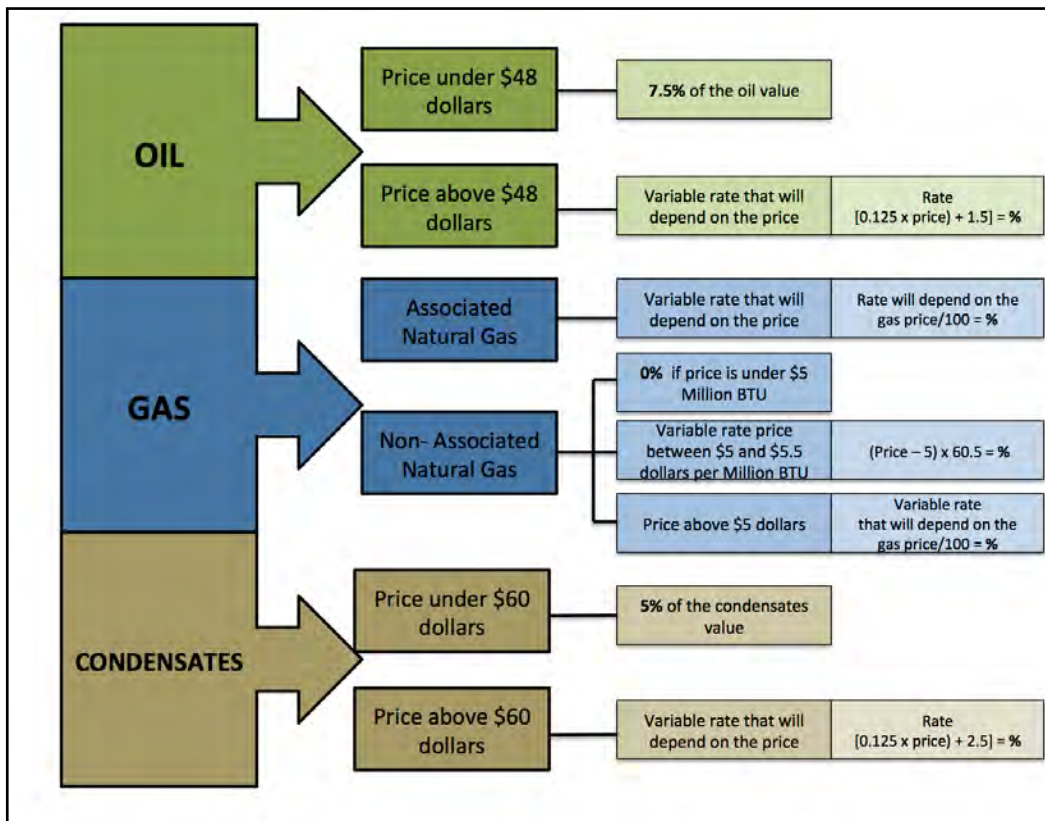 OIL
Price under $48
dollars
7.5% of the oil value
Price above $48
dollars
Variable rate that will
depend on the price
Rate
[0.125 x price) + 1.5] = %
GAS
Associated
Natural Gas
Variable rate that will
depend on the price
Rate will depend on the
gas price/100 = %
Non- Associated
Natural Gas
0% if price is under $5
Million BTU
Variable rate price
between $5 and $5.5
dollars per Million BTU
(Price – 5) x 60.5 = %
Price above $5 dollars
Variable rate
that will depend on the
gas price/100 = %
CONDENSATES
Price under $60
dollars
5% of the condensates
value
Price above $60
dollars
Variable rate that will
depend on the price
Rate
[0.125 x price) + 2.5] = %